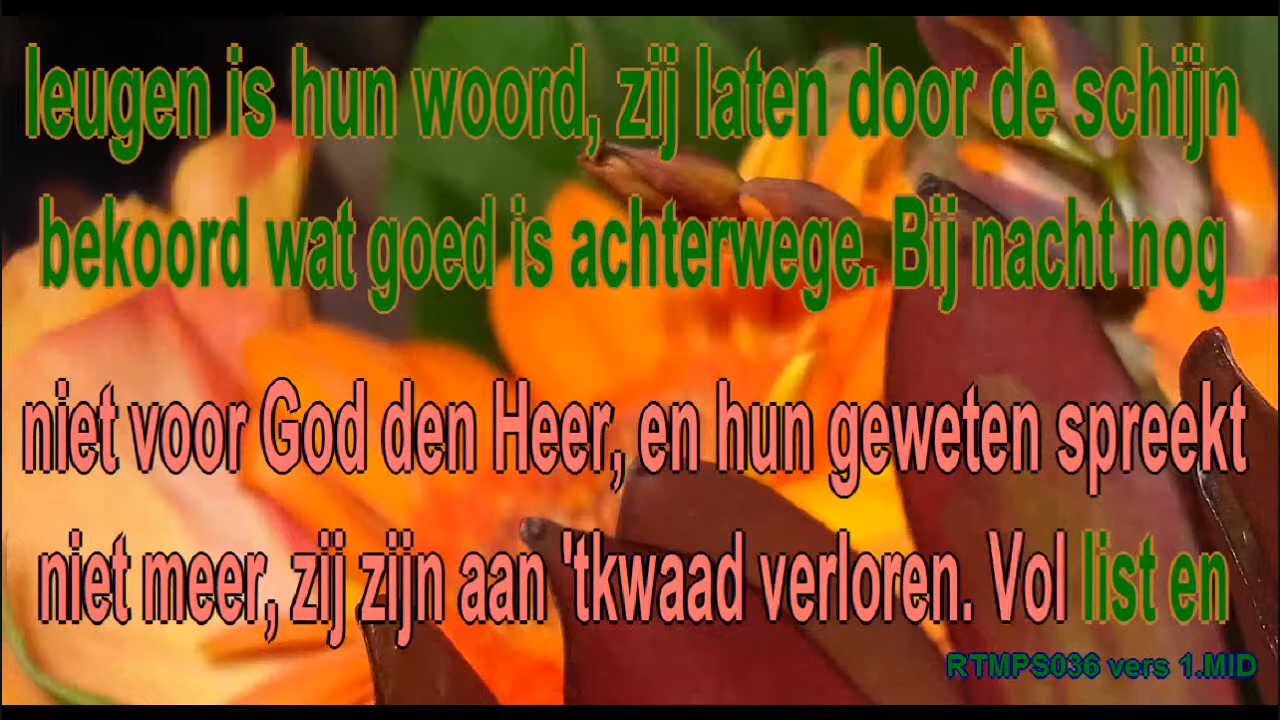 leugen is hun woord, zij laten door de schijn
bekoord wat goed is achterwege. Bij nacht nog
niet voor God den Heer, en hun geweten spreekt
niet meer, zij zijn aan 'tkwaad verloren. Vol list en
RTMPS036 vers 1.MID